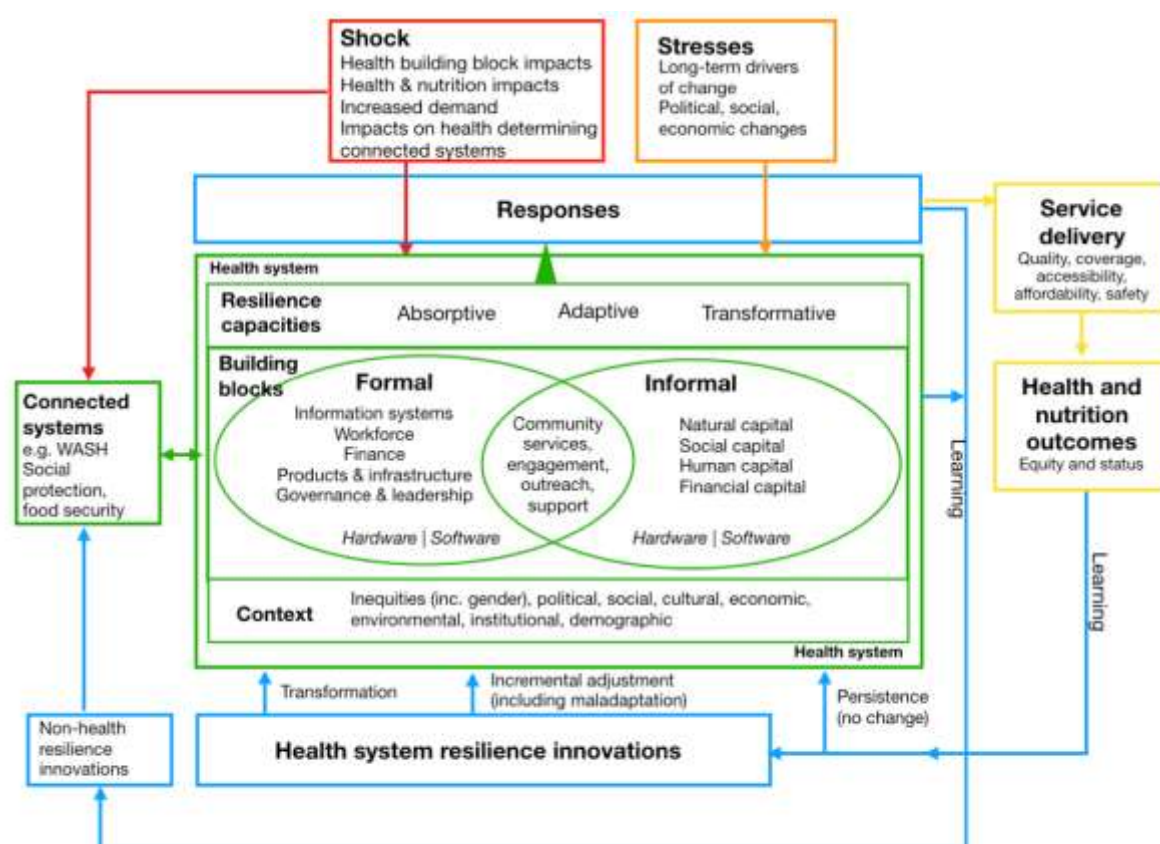 Shock
Health building block impacts
Health & nutrition impacts
Increased demand
Impacts on health determining
connected systems
Stresses
Long-term drivers
of change
Political, social,
economic changes
Responses
Service
delivery
Quality, coverage,
accessibility,
affordability, safety
Health system
Resilience
capacities
Absorptive
Adaptive
Transformative
Building
blocks
Formal
Information systems
Workforce
Finance
Products & infrastructure
Governance & leadership
Hardware | Software
Community
services,
engagement,
outreach,
support
Informal
Natural capital
Social capital
Human capital
Financial capital
Hardware | Software
Connected
systems
e.g. WASH
Social
protection,
food security
Health and
nutrition
outcomes
Equity and status
Learning
Learning
Context
Inequities (inc. gender), political, social, cultural, economic,
environmental, institutional, demographic
Health system
Transformation
Incremental adjustment
(including maladaptation)
Persistence
(no change)
Non-health
resilience
innovations
Health system resilience innovations